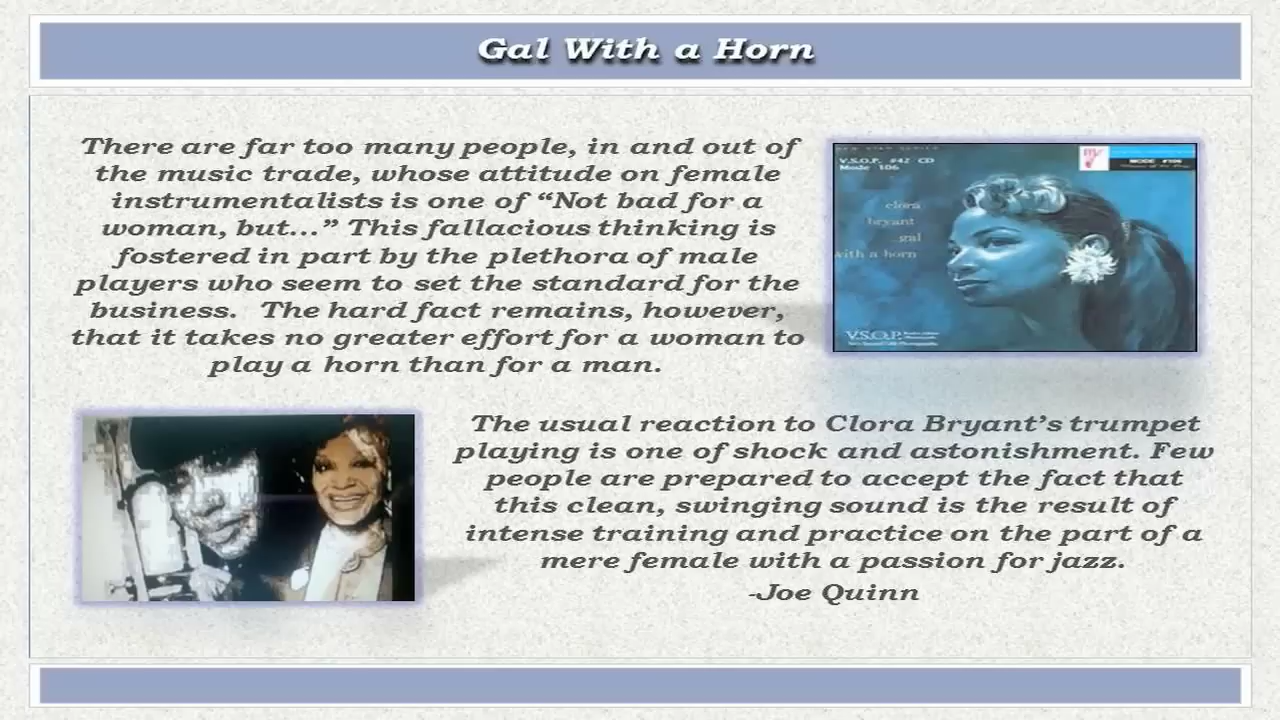 Gal With a Horn
There are far too many people, in and out of
the music trade, whose attitude on female
instrumentalists is one of “Not bad for a
woman, but...” This fallacious thinking is
fostered in part by the plethora of male
players who seem to set the standard for the
business.  The hard fact remains, however,
that it takes no greater effort for a woman to
play a horn than for a man.
V.S.O.P. #42 CD
Mode 106
MODE #106
clora
bryant
...gal
with a horn
V.S.O.P.
The usual reaction to Clora Bryant’s trumpet
playing is one of shock and astonishment. Few
people are prepared to accept the fact that
this clean, swinging sound is the result of
intense training and practice on the part of a
mere female with a passion for jazz.
-Joe Quinn